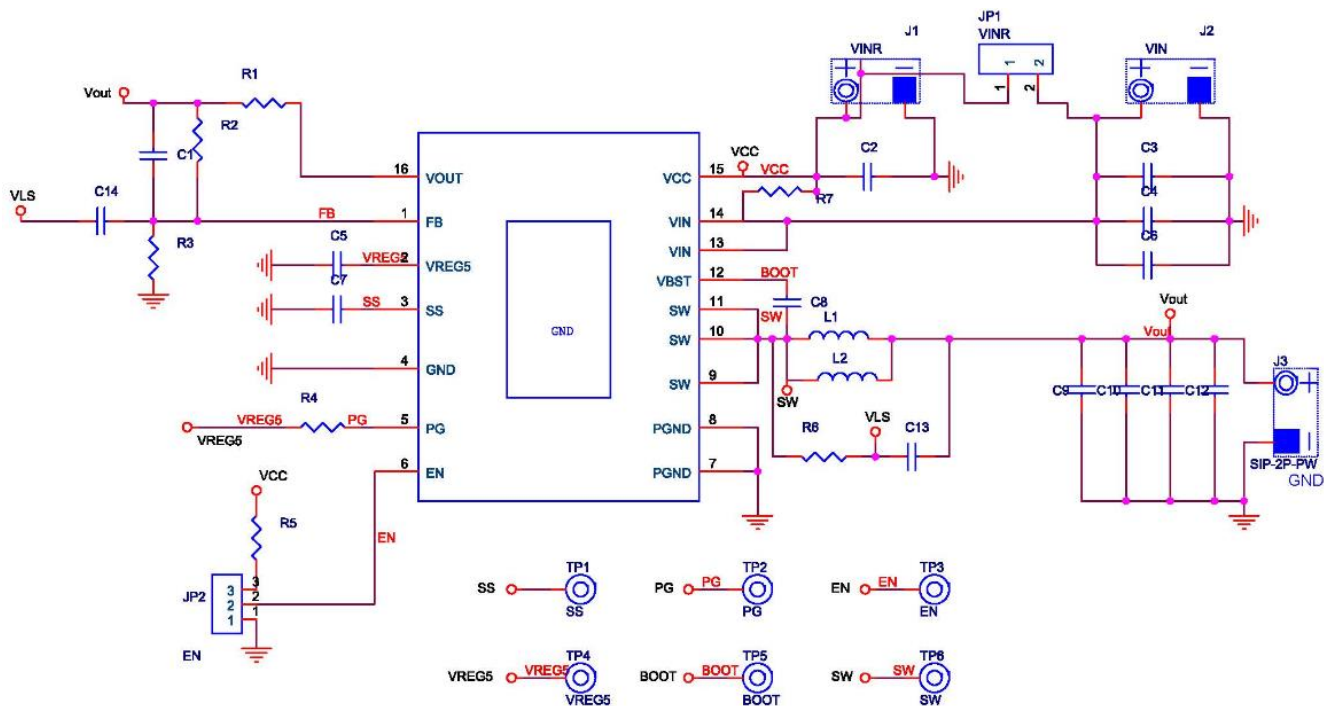 J1
JP1
VINR
J2
VINR
VIN
1
2
1
2
R1
Vout
R2
C1
VLS
C14
R3
FB
C5
VREG5
C7
SS
R4
VREG5
PG
VREG5
VCC
R5
EN
JP2
3
2
1
3
2
1
EN
16
VOUT
1
FB
2
VREG5
3
SS
4
GND
5
PG
6
EN
GND
VCC
15
VIN
14
VIN
13
VBST
12
SW
11
SW
10
SW
9
PGND
8
PGND
7
VCC
VCC
R7
C2
C3
C4
C6
BOOT
C8
SW
L1
L2
SW
VLS
R6
C13
Vout
Vout
C9
C10
C11
C12
J3
SIP-2P-PW
GND
SS
TP1
SS
PG
PG
TP2
PG
EN
EN
TP3
EN
VREG5
VREG5
TP4
VREG5
BOOT
BOOT
TP5
BOOT
SW
SW
TP6
SW